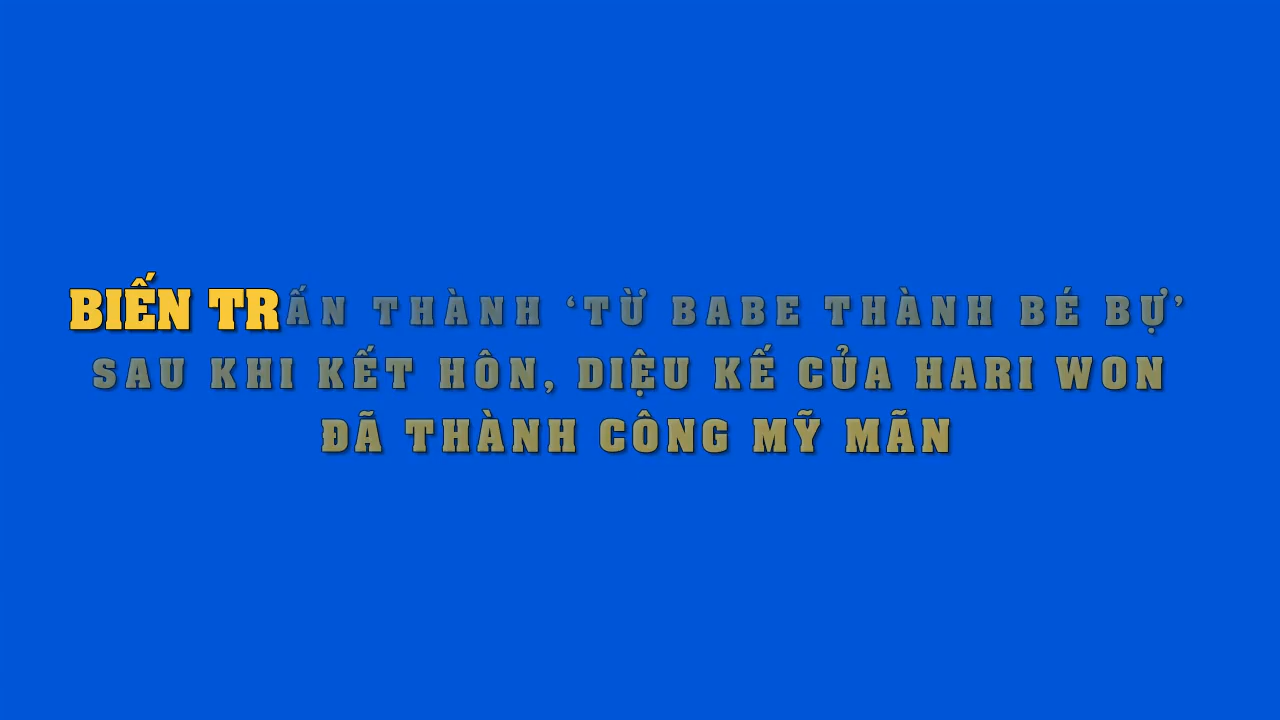 BIẾN TRẤN THÀNH ‘TỪ BABE THÀNH BÉ BỰ’
SAU KHI KẾT HÔN, DIỆU KẾ CỦA HARI WON
ĐÃ THÀNH CÔNG MỸ MÃN